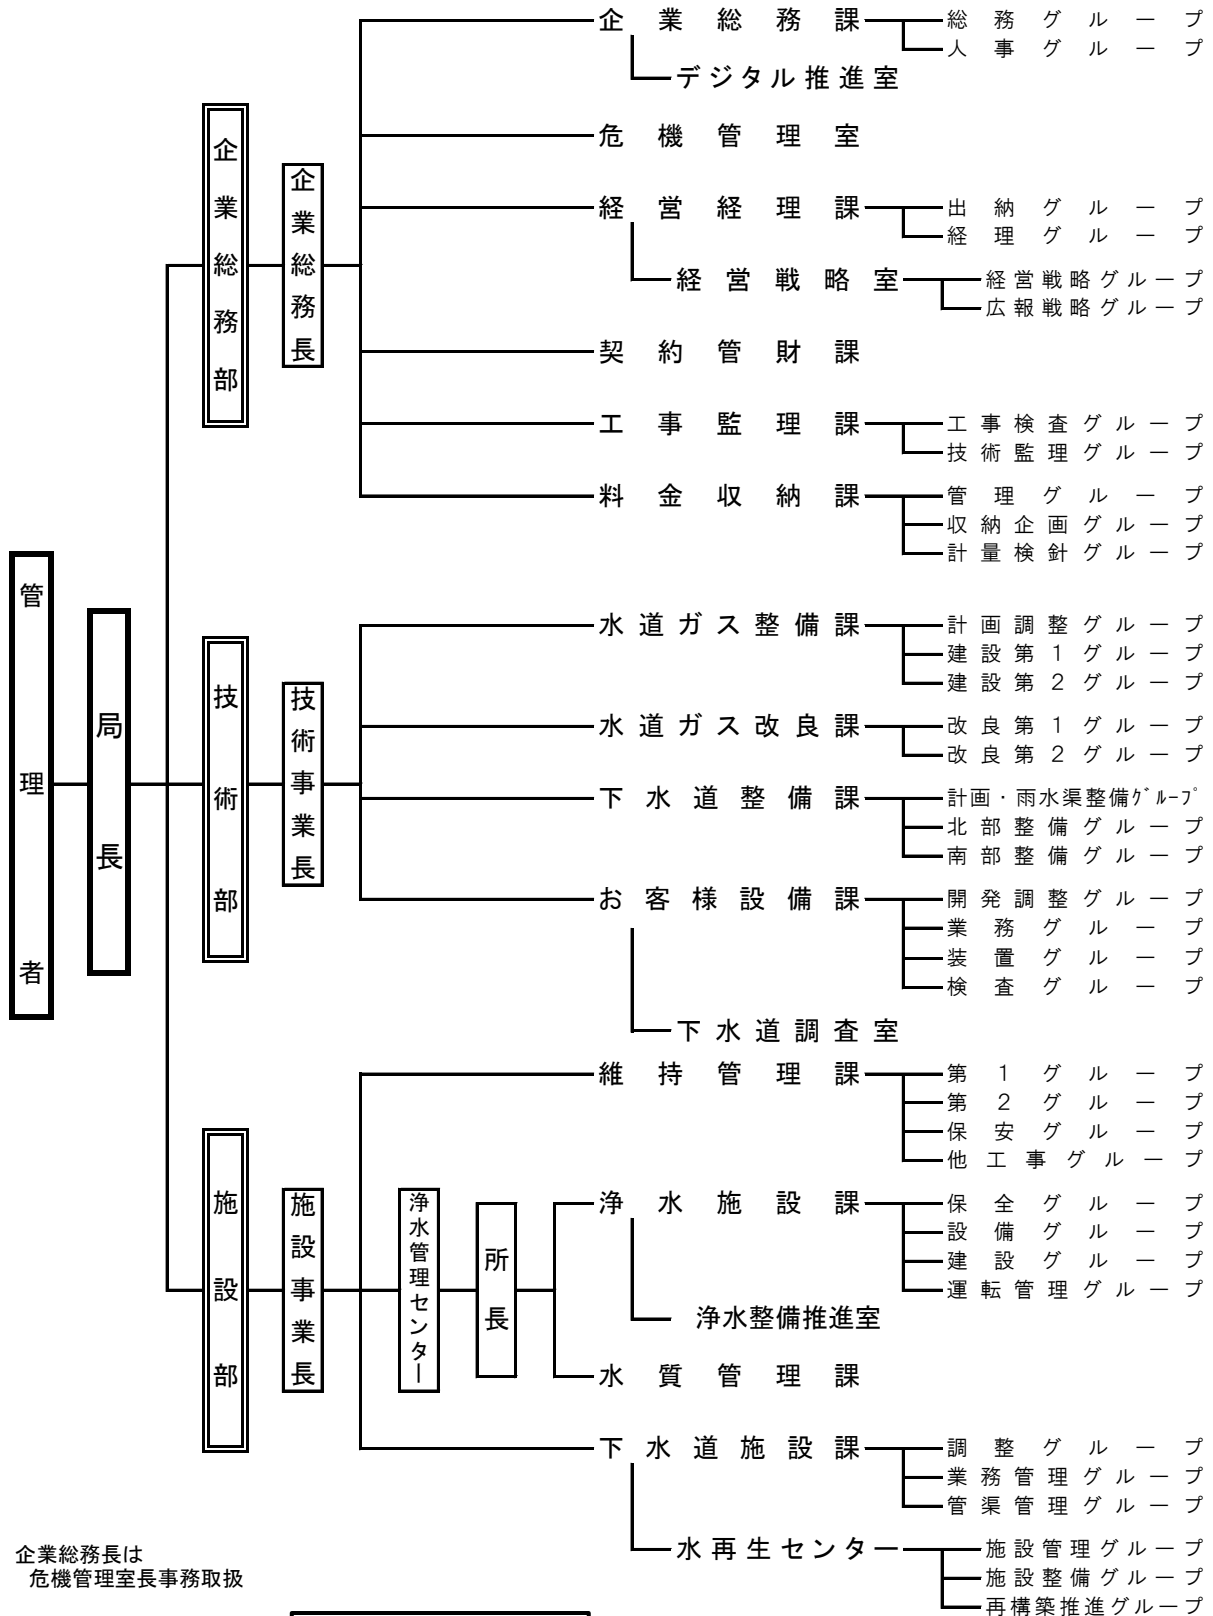 管理者
局長
企業総務部
企業総務長
企業総務課
総務グループ
人事グループ
デジタル推進室
危機管理室
経営経理課
出納グループ
経理グループ
経営戦略室
経営戦略グループ
広報戦略グループ
契約管財課
工事監理課
工事検査グループ
技術監理グループ
料金収納課
管理グループ
収納企画グループ
計量検針グループ
技術部
技術事業長
水道ガス整備課
計画調整グループ
建設第1グループ
建設第2グループ
水道ガス改良課
改良第1グループ
改良第2グループ
下水道整備課
計画・雨水渠整備ｸﾞﾙｰﾌﾟ
北部整備グループ
南部整備グループ
お客様設備課
開発調整グループ
業務グループ
装置グループ
検査グループ
下水道調査室
施設部
施設事業長
維持管理課
第1グループ
第2グループ
保安グループ
他工事グループ
浄水管理センター
所長
浄水施設課
保全グループ
設備グループ
建設グループ
運転管理グループ
浄水整備推進室
水質管理課
下水道施設課
調整グループ
業務管理グループ
管渠管理グループ
水再生センター
施設管理グループ
施設整備グループ
再構築推進グループ
企業総務長は
危機管理室長事務取扱